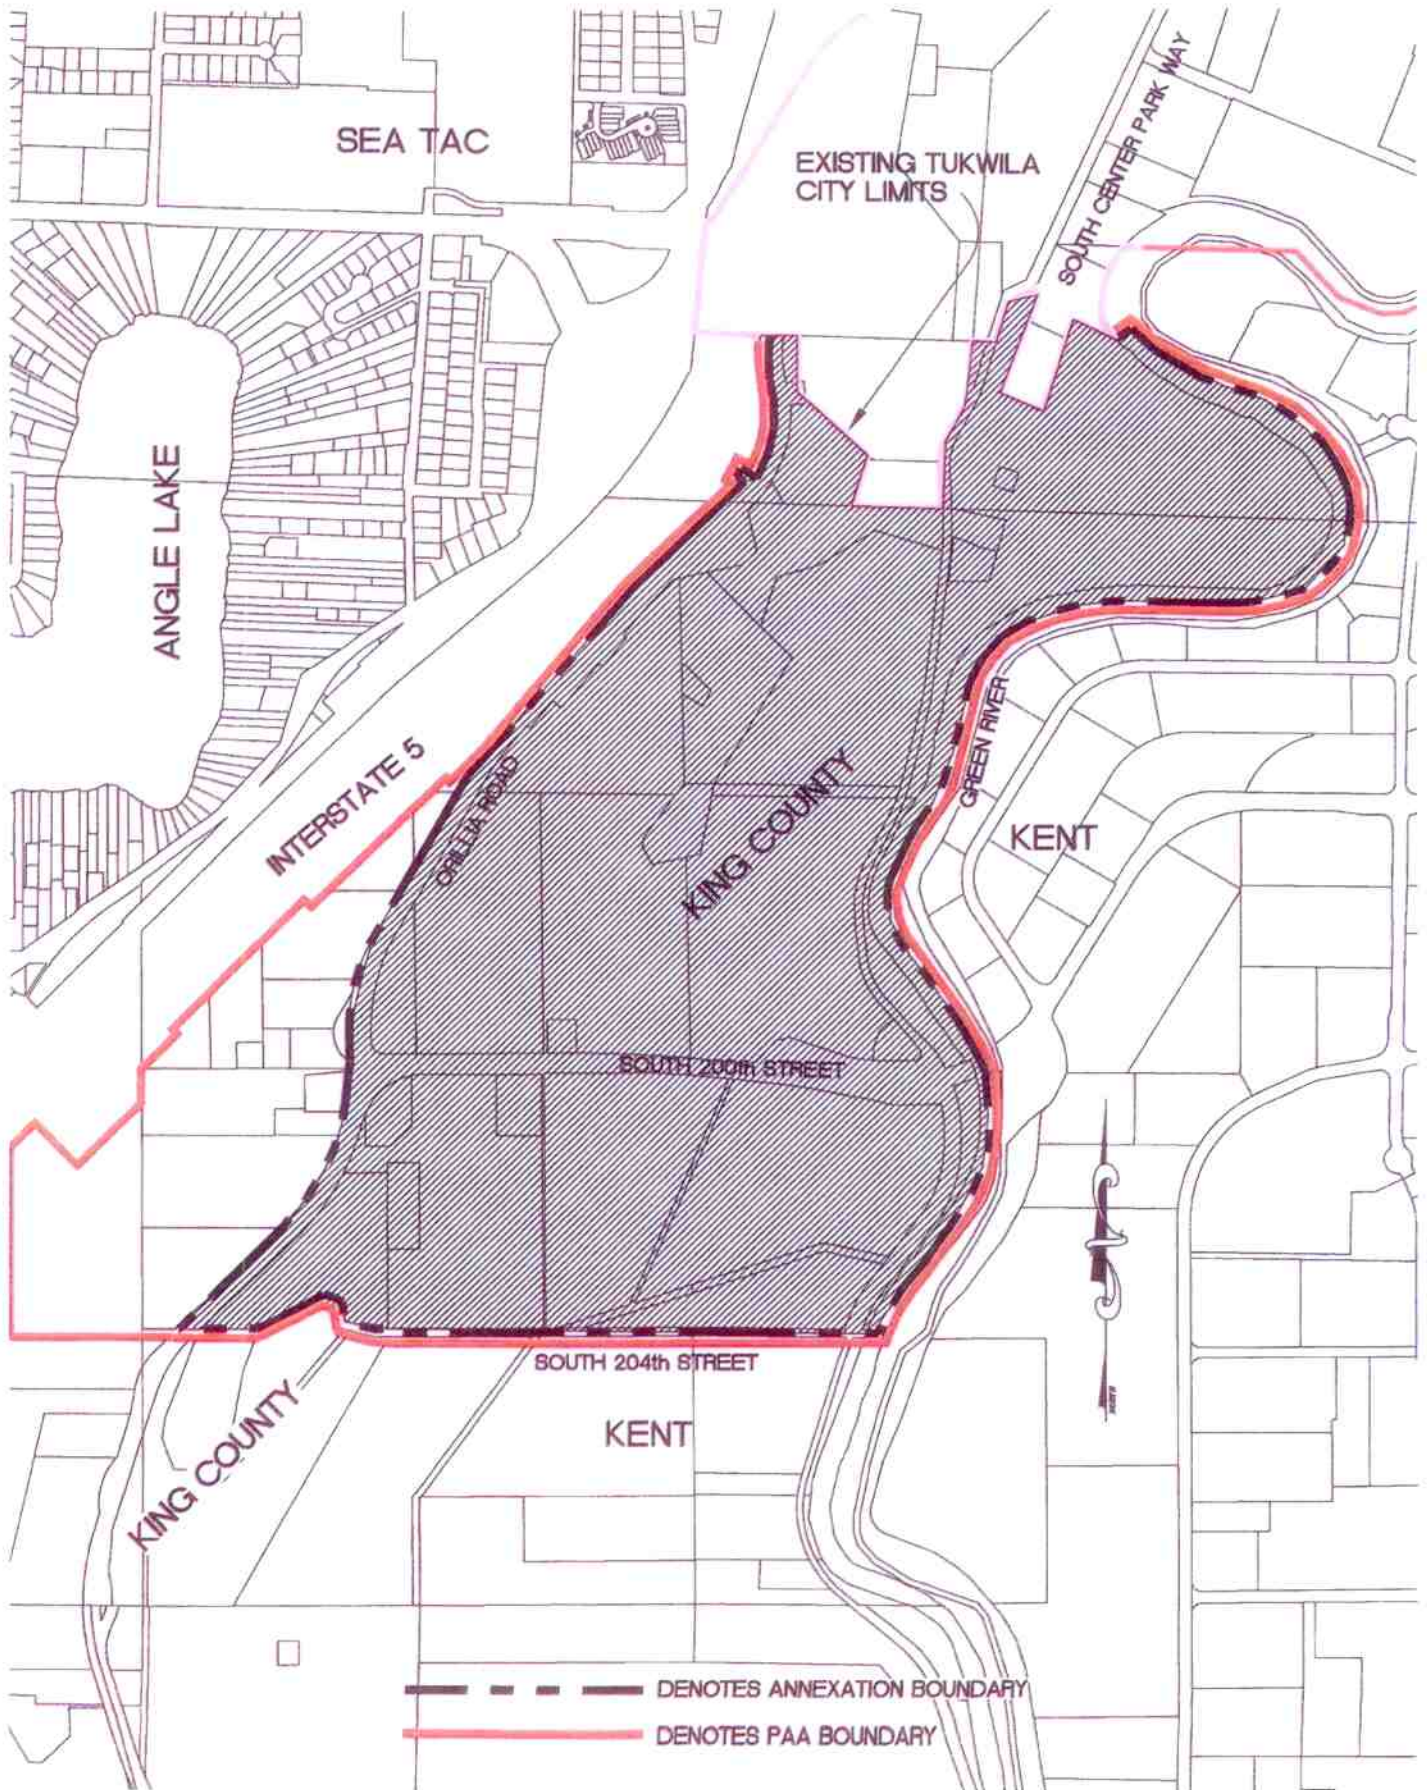 SEA TAC
EXISTING TUKWILA
CITY LIMITS
SOUTH CENTER PARK WAY
ANGLE LAKE
INTERSTATE 5
ORILLIA ROAD
KING COUNTY
GREEN RIVER
KENT
SOUTH 200th STREET
SOUTH 204th STREET
KING COUNTY
KENT
DENOTES ANNEXATION BOUNDARY
DENOTES PAA BOUNDARY